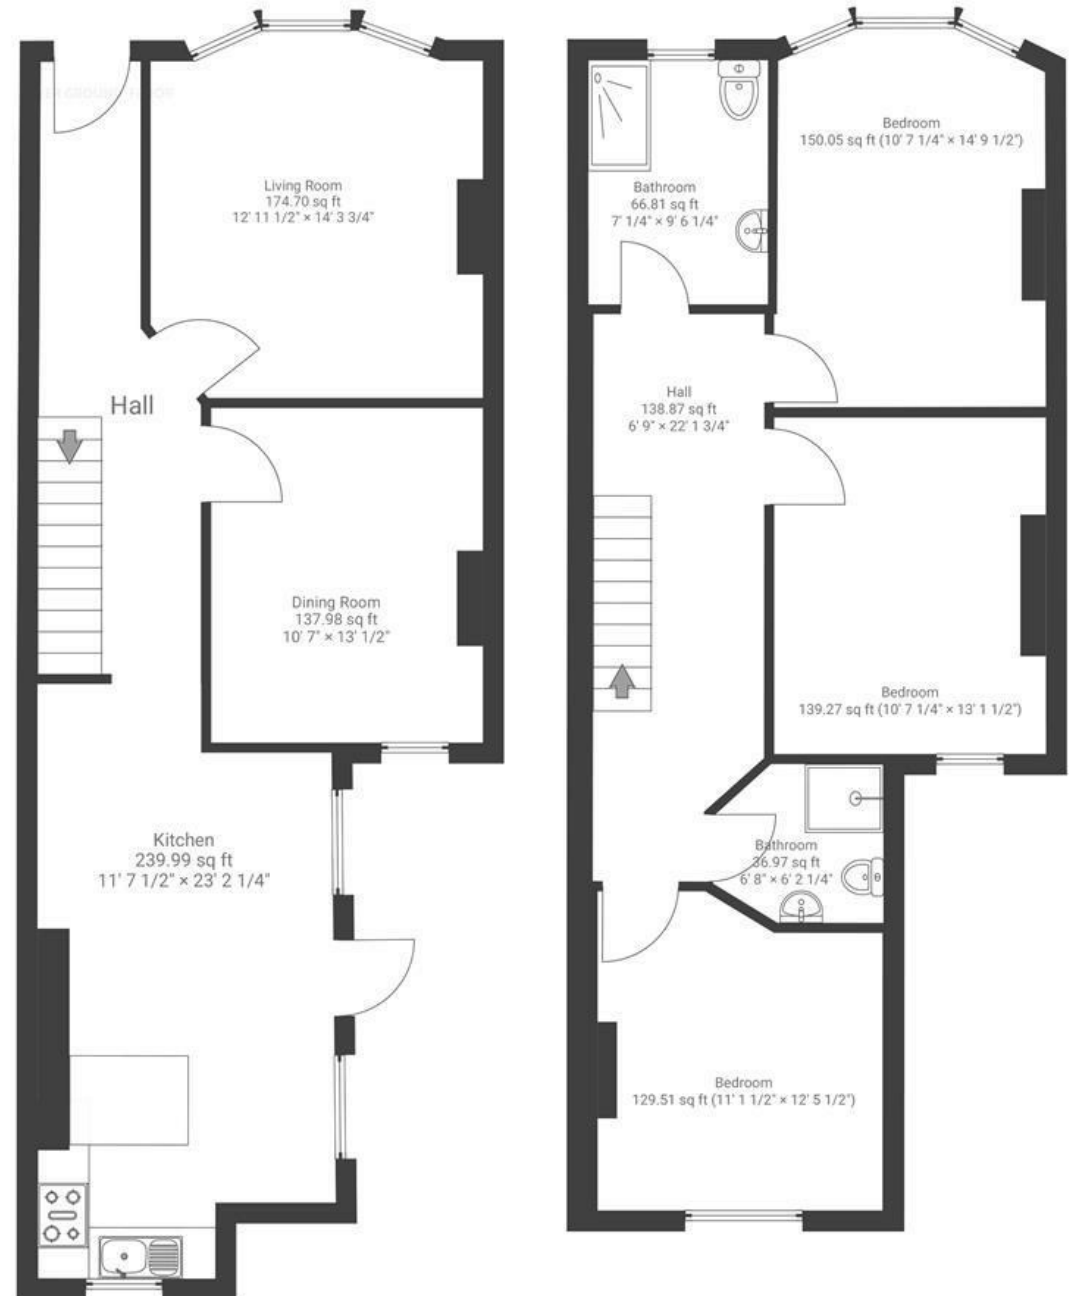 Living Room
174.70 sq ft
12' 11 1/2" × 14' 3 3/4"
Hall
Dining Room
137.98 sq ft
10' 7" × 13' 1/2"
Kitchen
239.99 sq ft
11' 7 1/2" × 23' 2 1/4"
Bedroom
150.05 sq ft (10' 7 1/4" × 14' 9 1/2")
Bathroom
66.81 sq ft
7' 1/4" × 9' 6 1/4"
Hall
138.87 sq ft
6' 9" × 22' 1 3/4"
Bedroom
139.27 sq ft (10' 7 1/4" × 13' 1 1/2")
Bathroom
36.97 sq ft
6' 8" × 6' 2 1/4"
Bedroom
129.51 sq ft (11' 1 1/2" × 12' 5 1/2")